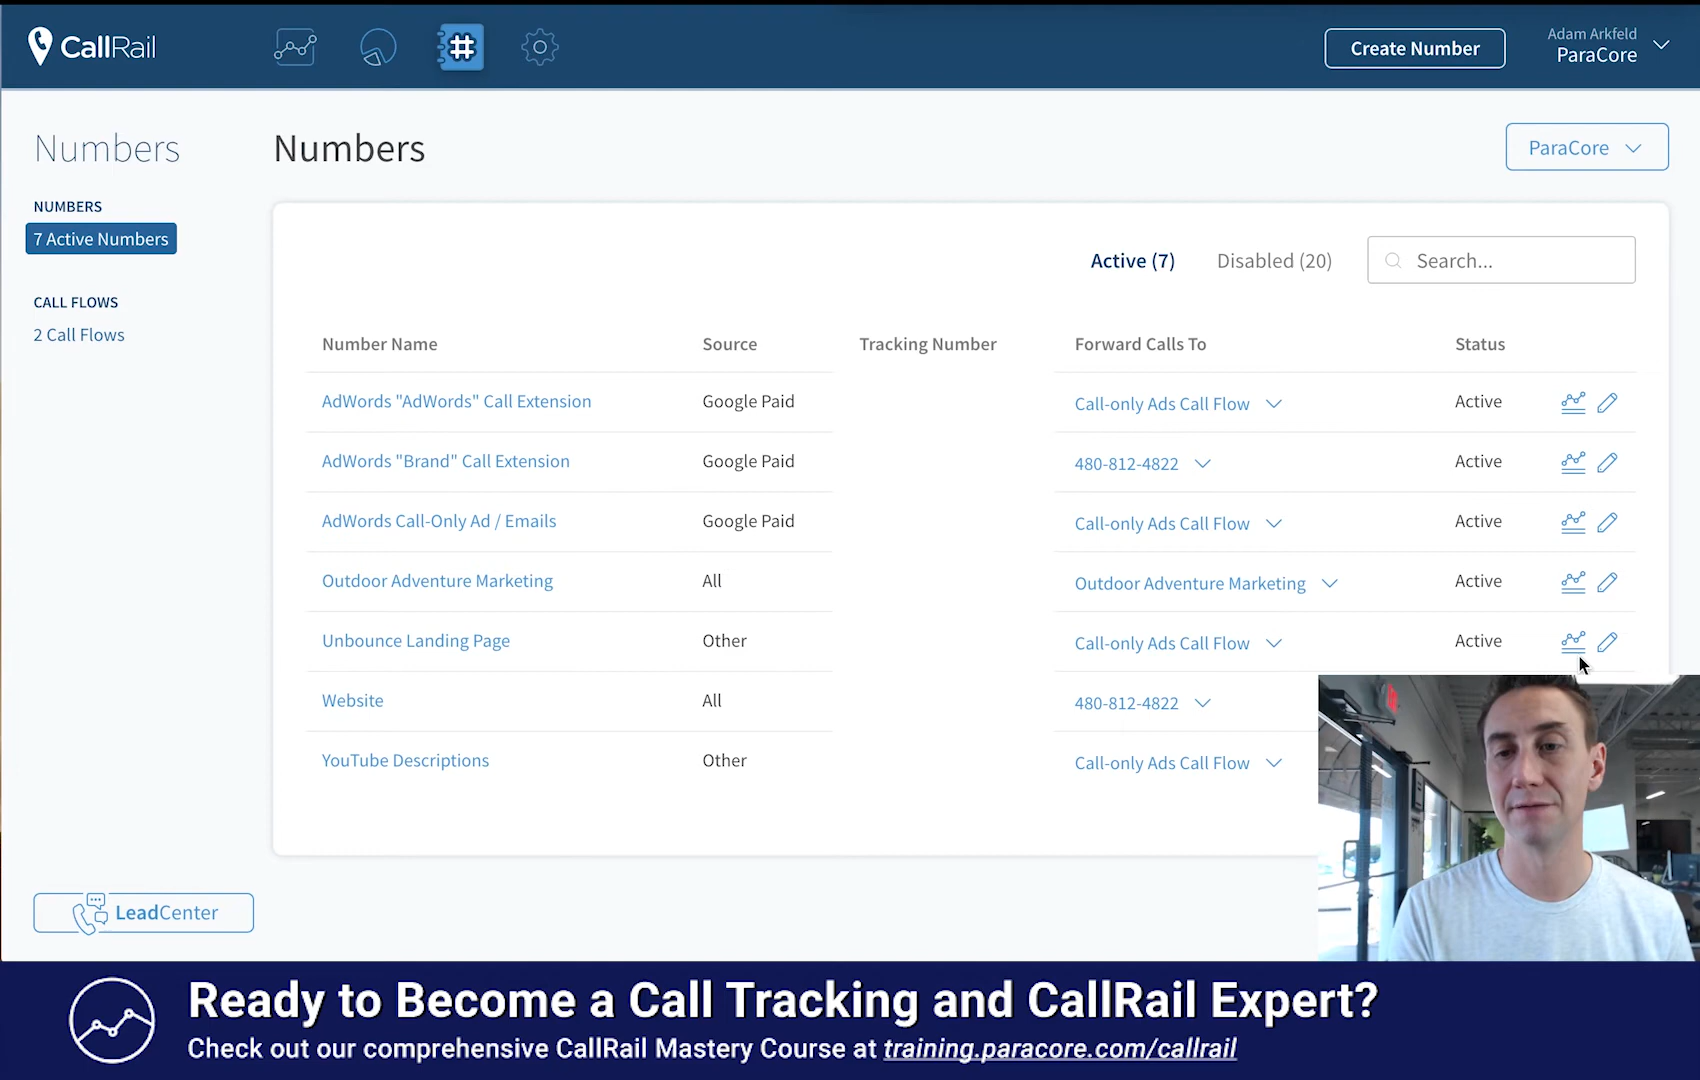 CallRail
#
Create Number
Adam Arkfeld
ParaCore
Numbers
NUMBERS
7 Active Numbers
CALL FLOWS
2 Call Flows
LeadCenter
Numbers
ParaCore
Active (7)
Disabled (20)
Search...
Number Name Source Tracking Number Forward Calls To Status
AdWords "AdWords" Call Extension Google Paid Call-only Ads Call Flow Active
AdWords "Brand" Call Extension Google Paid 480-812-4822 Active
AdWords Call-Only Ad / Emails Google Paid Call-only Ads Call Flow Active
Outdoor Adventure Marketing All Outdoor Adventure Marketing Active
Unbounce Landing Page Other Call-only Ads Call Flow Active
Website All 480-812-4822
YouTube Descriptions Other Call-only Ads Call Flow
Ready to Become a Call Tracking and CallRail Expert?
Check out our comprehensive CallRail Mastery Course at training.paracore.com/callrail